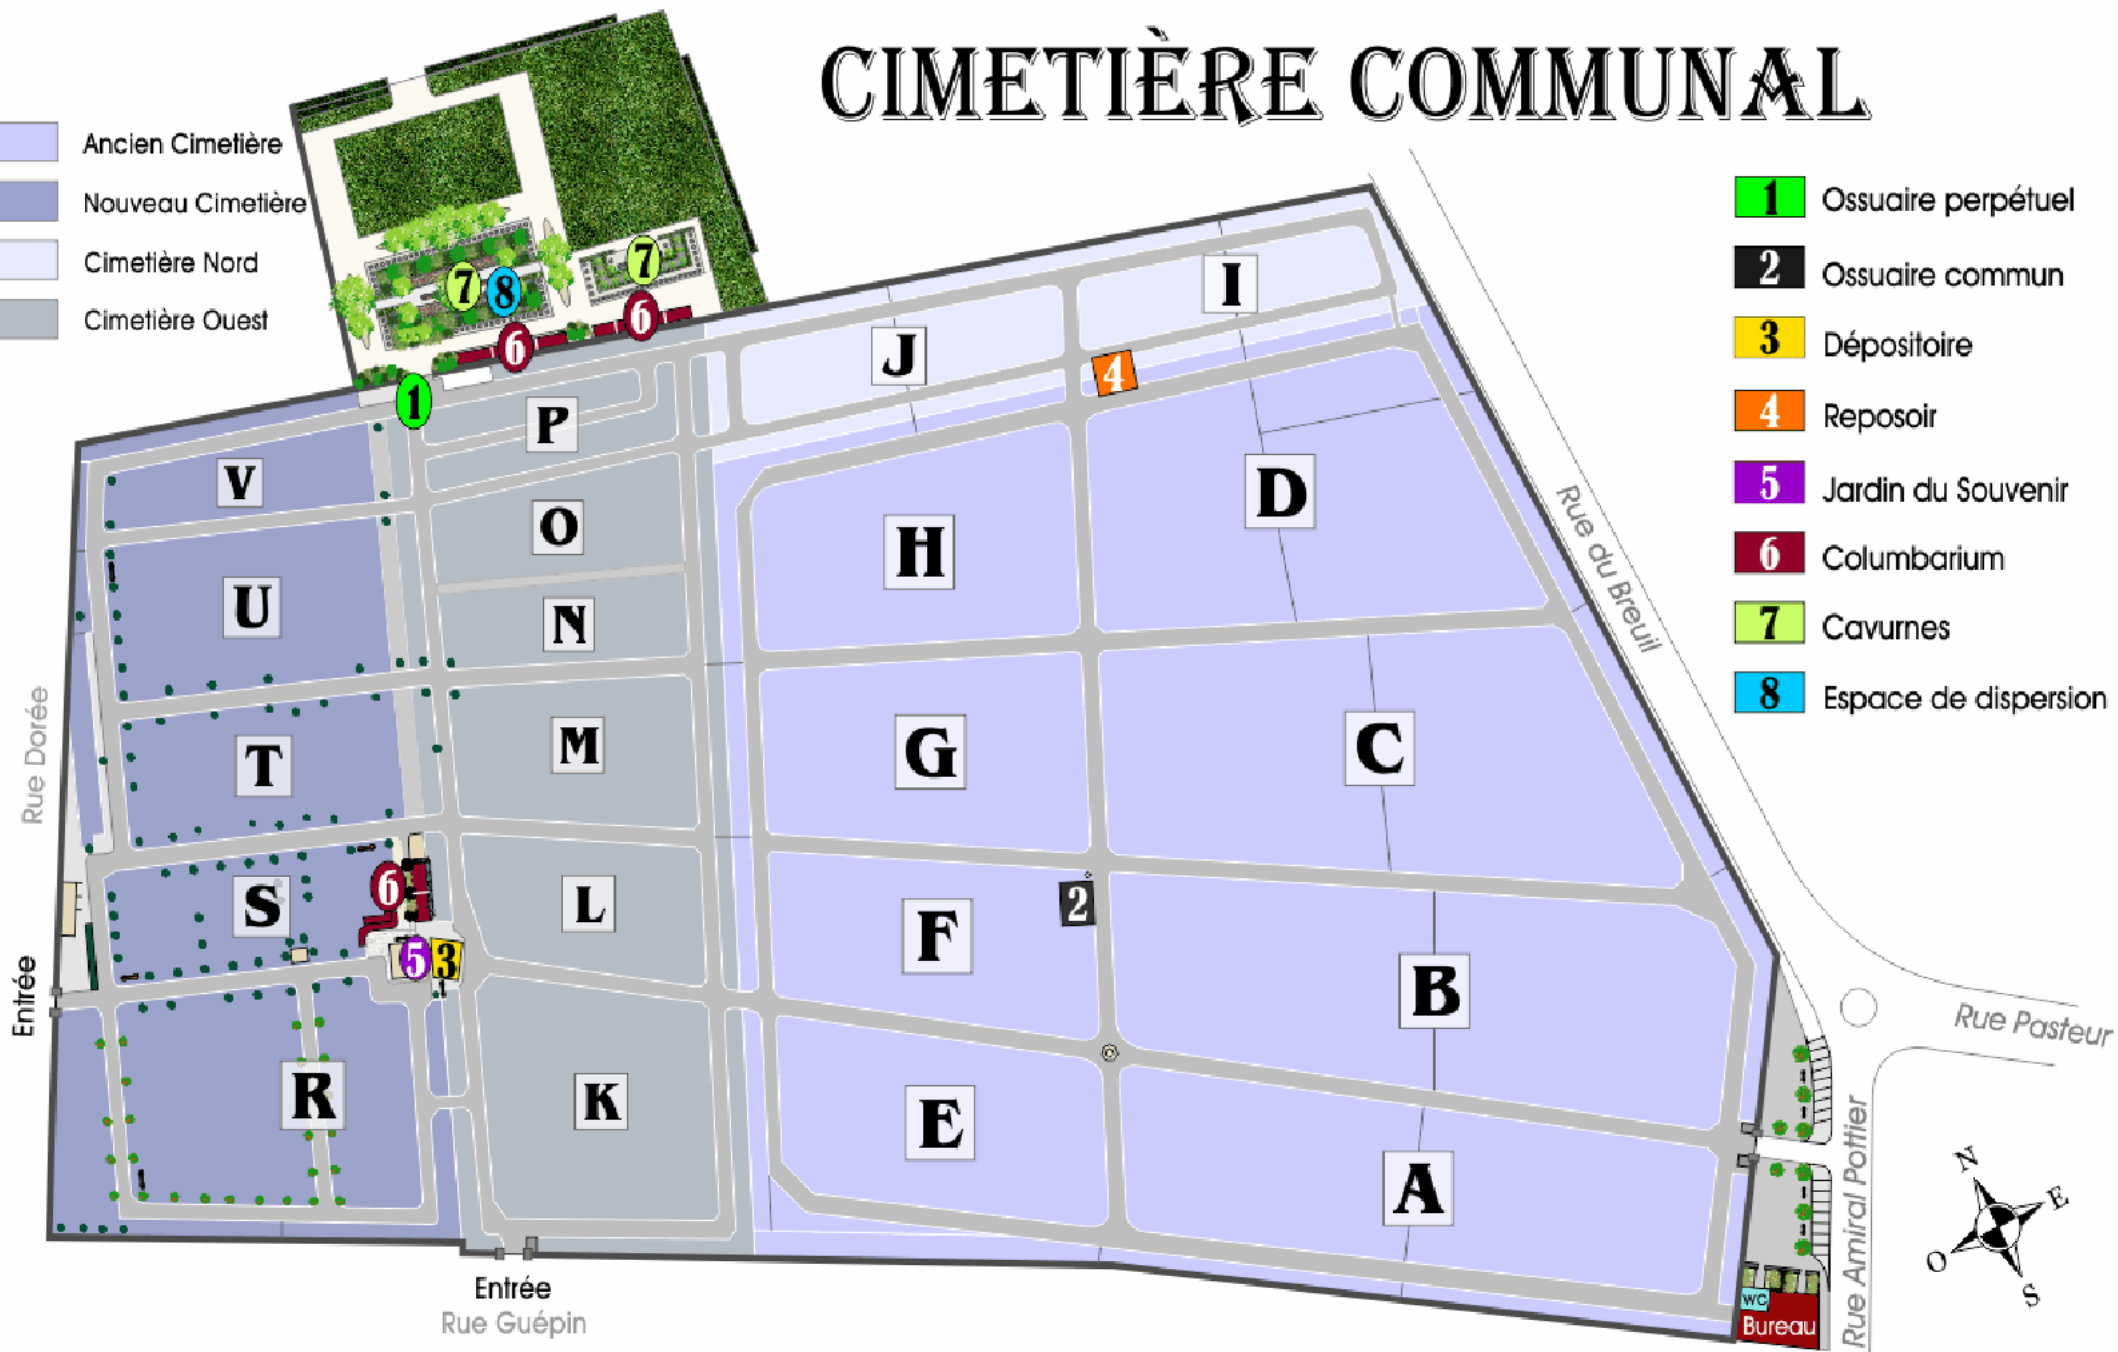 CIMETIÈRE COMMUNAL
Ancien Cimetière
Nouveau Cimetière
Cimetière Nord
Cimetière Ouest
1 Ossuaire perpétuel
2 Ossuaire commun
3 Dépositoire
4 Reposoir
5 Jardin du Souvenir
6 Columbarium
7 Cavurnes
8 Espace de dispersion
7
7 8
6
6
1
I
J
4
P
V
D
O
H
U
N
Rue du Breuil
M
G
C
T
Rue Dorée
6
S
L
2
F
5 3
B
Entrée
Rue Pasteur
R
K
E
A
Rue Amiral Pottier
N
E
O
S
Entrée
Rue Guépin
WC
Bureau